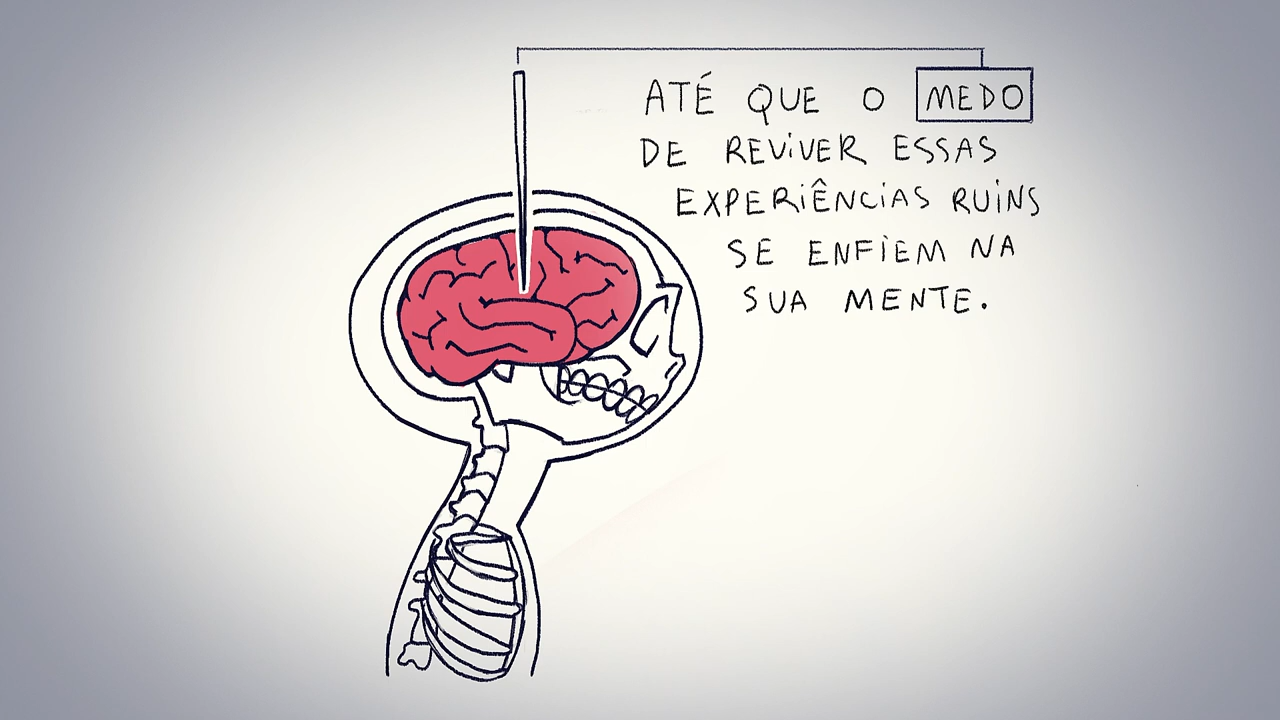 ATÉ QUE O MEDO
DE REVIVER ESSAS
EXPERIÊNCIAS RUINS
SE ENFIEM NA
SUA MENTE.